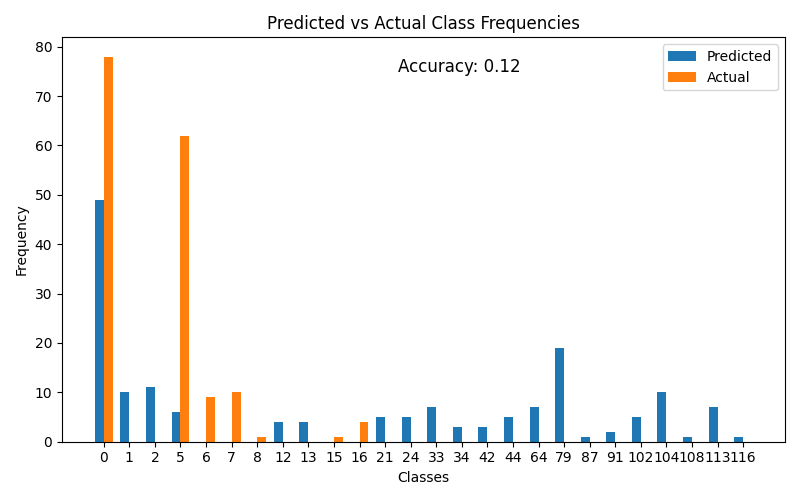 Predicted vs Actual Class Frequencies
Accuracy: 0.12
Predicted
Actual
Frequency
80
70
60
50
40
30
20
10
0
0 1 2 5 6 7 8 12 13 15 16 21 24 33 34 42 44 64 79 87 91 102 104 108 113 116
Classes